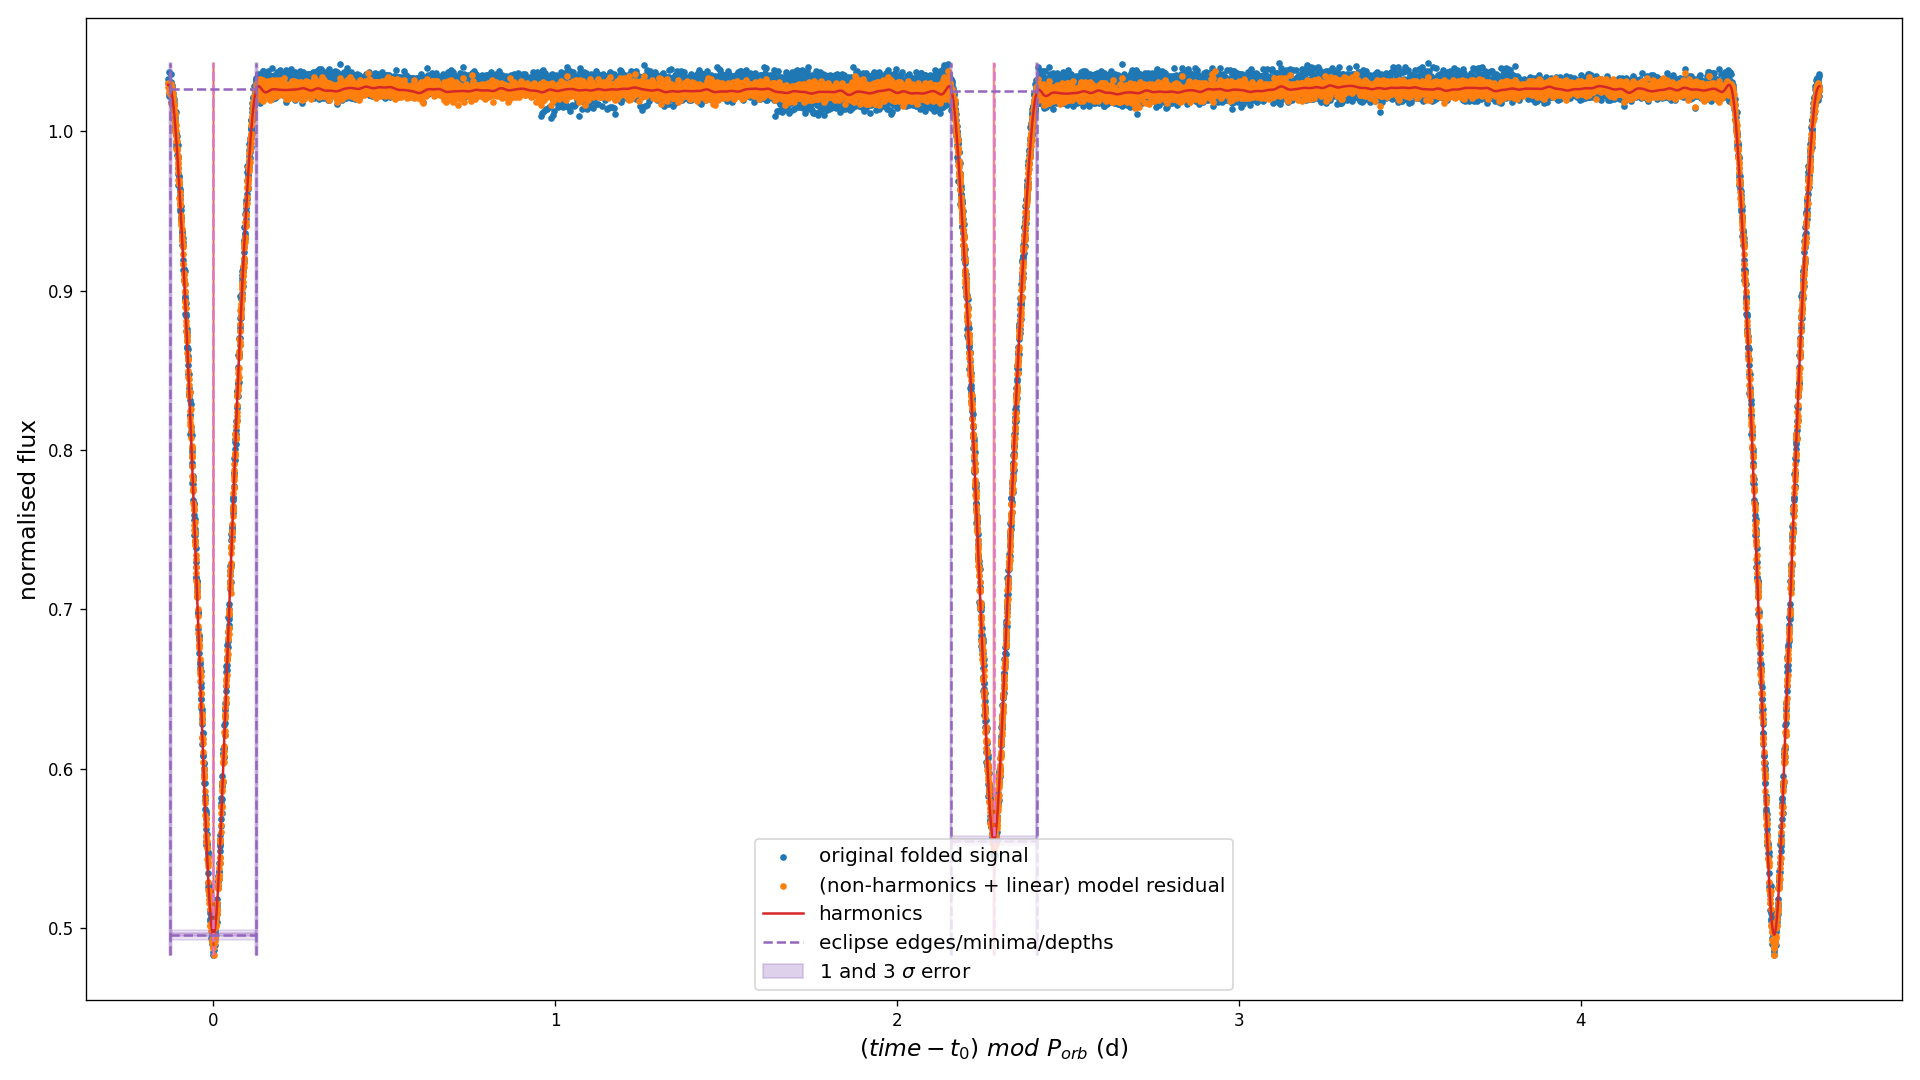 normalised flux
1.0
0.9
0.8
0.7
0.6
0.5
original folded signal
(non-harmonics + linear) model residual
harmonics
eclipse edges/minima/depths
1 and 3 σ error
0 1 2 3 4
(time − t₀) mod P_orb (d)